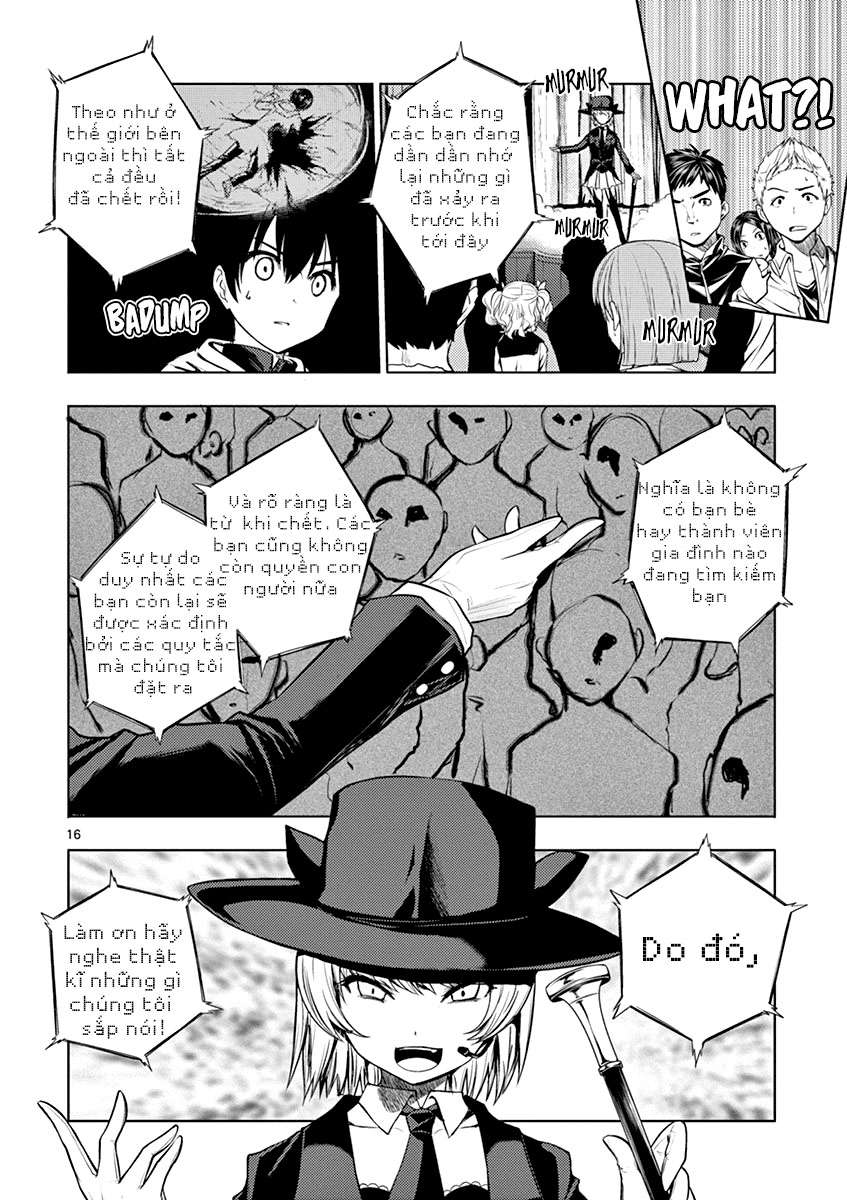 WHAT?!
MURMUR
Chắc rằng
các bạn đang
dần dần nhớ
lại những gì
đã xảy ra
trước khi
tới đây
MURMUR
MURMUR
Theo như ở
thế giới bên
ngoài thì tất
cả đều
đã chết rồi!
BADUMP
Nghĩa là không
có bạn bè
hay thành viên
gia đình nào
đang tìm kiếm
bạn
Và rõ ràng là
từ khi chết. Các
bạn cũng không
còn quyền con
người nữa
Sự tự do
duy nhất các
bạn còn lại sẽ
được xác định
bởi các quy tắc
mà chúng tôi
đặt ra
16
Do đó,
Làm ơn hãy
nghe thật
kĩ những gì
chúng tôi
sắp nói!